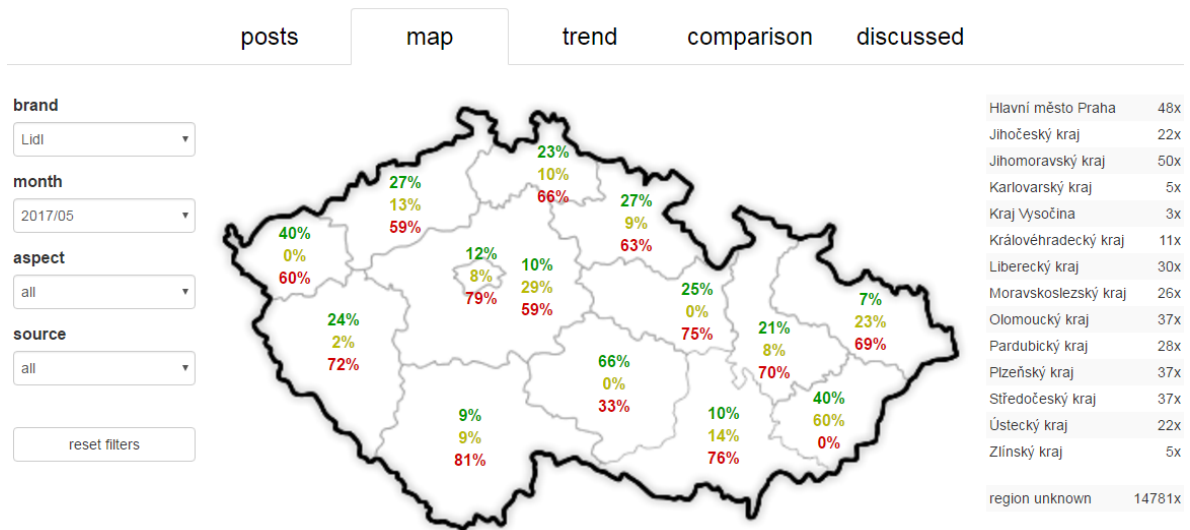 posts
map
trend
comparison
discussed
brand
Lidl
month
2017/05
aspect
all
source
all
reset filters
23%
10%
66%
27%
13%
59%
27%
9%
63%
40%
0%
60%
12%
8%
79%
10%
29%
59%
25%
0%
75%
7%
23%
69%
24%
2%
72%
21%
8%
70%
66%
0%
33%
40%
60%
0%
9%
9%
81%
10%
14%
76%
Hlavní město Praha 48x
Jihočeský kraj 22x
Jihomoravský kraj 50x
Karlovarský kraj 5x
Kraj Vysočina 3x
Královéhradecký kraj 11x
Liberecký kraj 30x
Moravskoslezský kraj 26x
Olomoucký kraj 37x
Pardubický kraj 28x
Plzeňský kraj 37x
Středočeský kraj 37x
Ústecký kraj 22x
Zlínský kraj 5x
region unknown 14781x